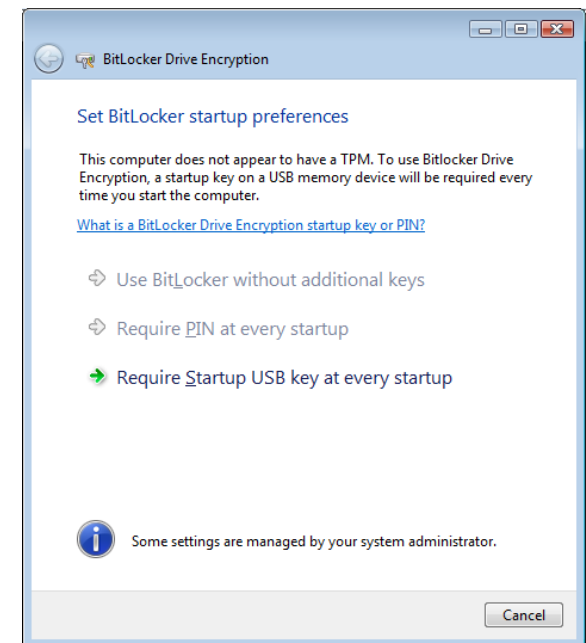 BitLocker Drive Encryption
Set BitLocker startup preferences
This computer does not appear to have a TPM. To use Bitlocker Drive
Encryption, a startup key on a USB memory device will be required every
time you start the computer.
What is a BitLocker Drive Encryption startup key or PIN?
Use BitLocker without additional keys
Require PIN at every startup
Require Startup USB key at every startup
Some settings are managed by your system administrator.
Cancel